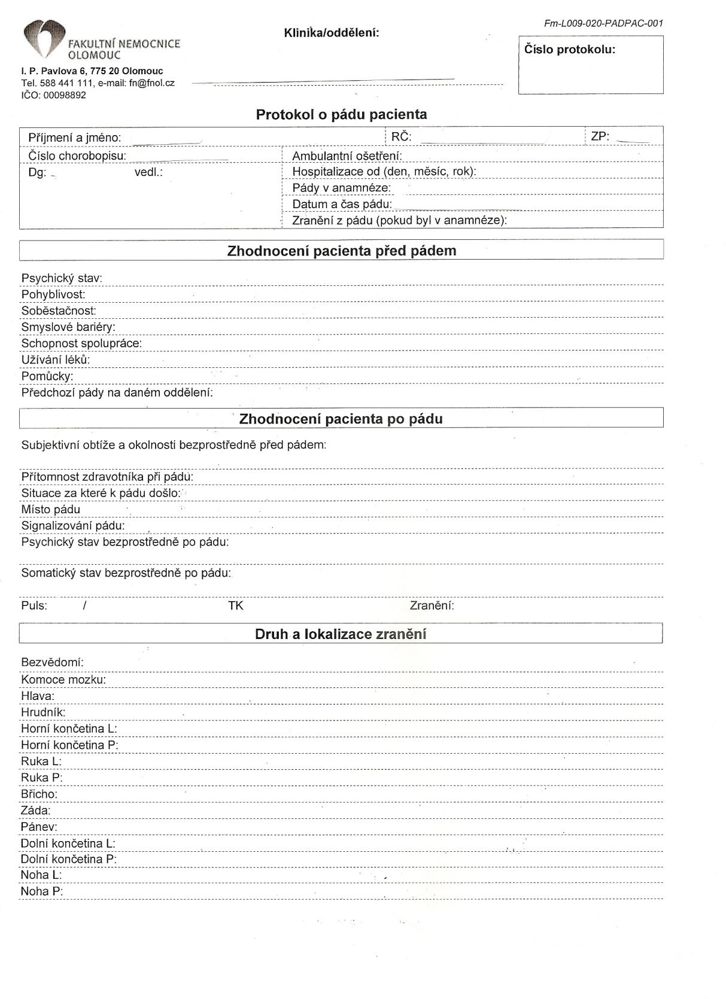 Fm-L009-020-PADPAC-001
FAKULTNÍ NEMOCNICE
OLOMOUC
Klinika/oddělení:
Číslo protokolu:
I. P. Pavlova 6, 775 20 Olomouc
Tel. 588 441 111, e-mail: fn@fnol.cz
IČO: 00098892
Protokol o pádu pacienta
Příjmení a jméno: RČ: ZP:
Číslo chorobopisu: Ambulantní ošetření:
Dg: vedl.: Hospitalizace od (den, měsíc, rok):
Pády v anamnéze:
Datum a čas pádu:
Zranění z pádu (pokud byl v anamnéze):
Zhodnocení pacienta před pádem
Psychický stav:
Pohyblivost:
Soběstačnost:
Smyslové bariéry:
Schopnost spolupráce:
Užívání léků:
Pomůcky:
Předchozí pády na daném oddělení:
Zhodnocení pacienta po pádu
Subjektivní obtíže a okolnosti bezprostředně před pádem:
Přítomnost zdravotníka při pádu:
Situace za které k pádu došlo:
Místo pádu
Signalizování pádu:
Psychický stav bezprostředně po pádu:
Somatický stav bezprostředně po pádu:
Puls: / TK Zranění:
Druh a lokalizace zranění
Bezvědomí:
Komoce mozku:
Hlava:
Hrudník:
Horní končetina L:
Horní končetina P:
Ruka L:
Ruka P:
Břicho:
Záda:
Pánev:
Dolní končetina L:
Dolní končetina P:
Noha L:
Noha P: